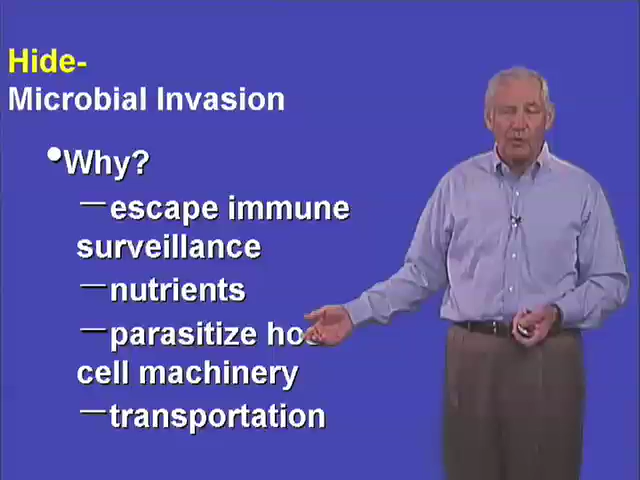 Hide-
Microbial Invasion
•Why?
—escape immune
surveillance
—nutrients
—parasitize
cell machinery
—transportation